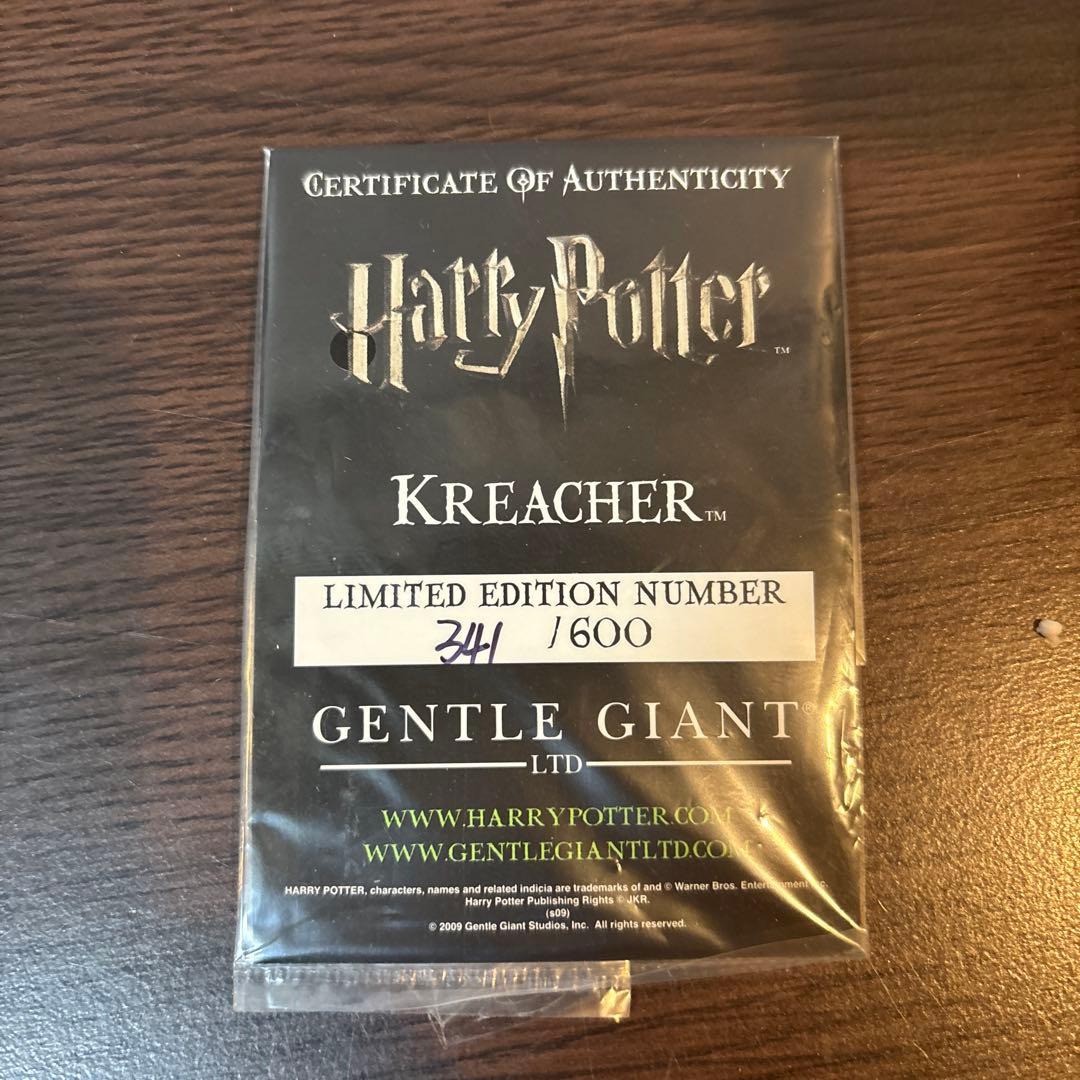 CERTIFICATE OF AUTHENTICITY
Harry Potter™
KREACHER™
LIMITED EDITION NUMBER
341 /600
GENTLE GIANT®
LTD
WWW.HARRYPOTTER.COM
WWW.GENTLEGIANTLTD.COM
HARRY POTTER, characters, names and related indicia are trademarks of and © Warner Bros. Entertainment Inc.
Harry Potter Publishing Rights © JKR.
(s09)
© 2009 Gentle Giant Studios, Inc. All rights reserved.